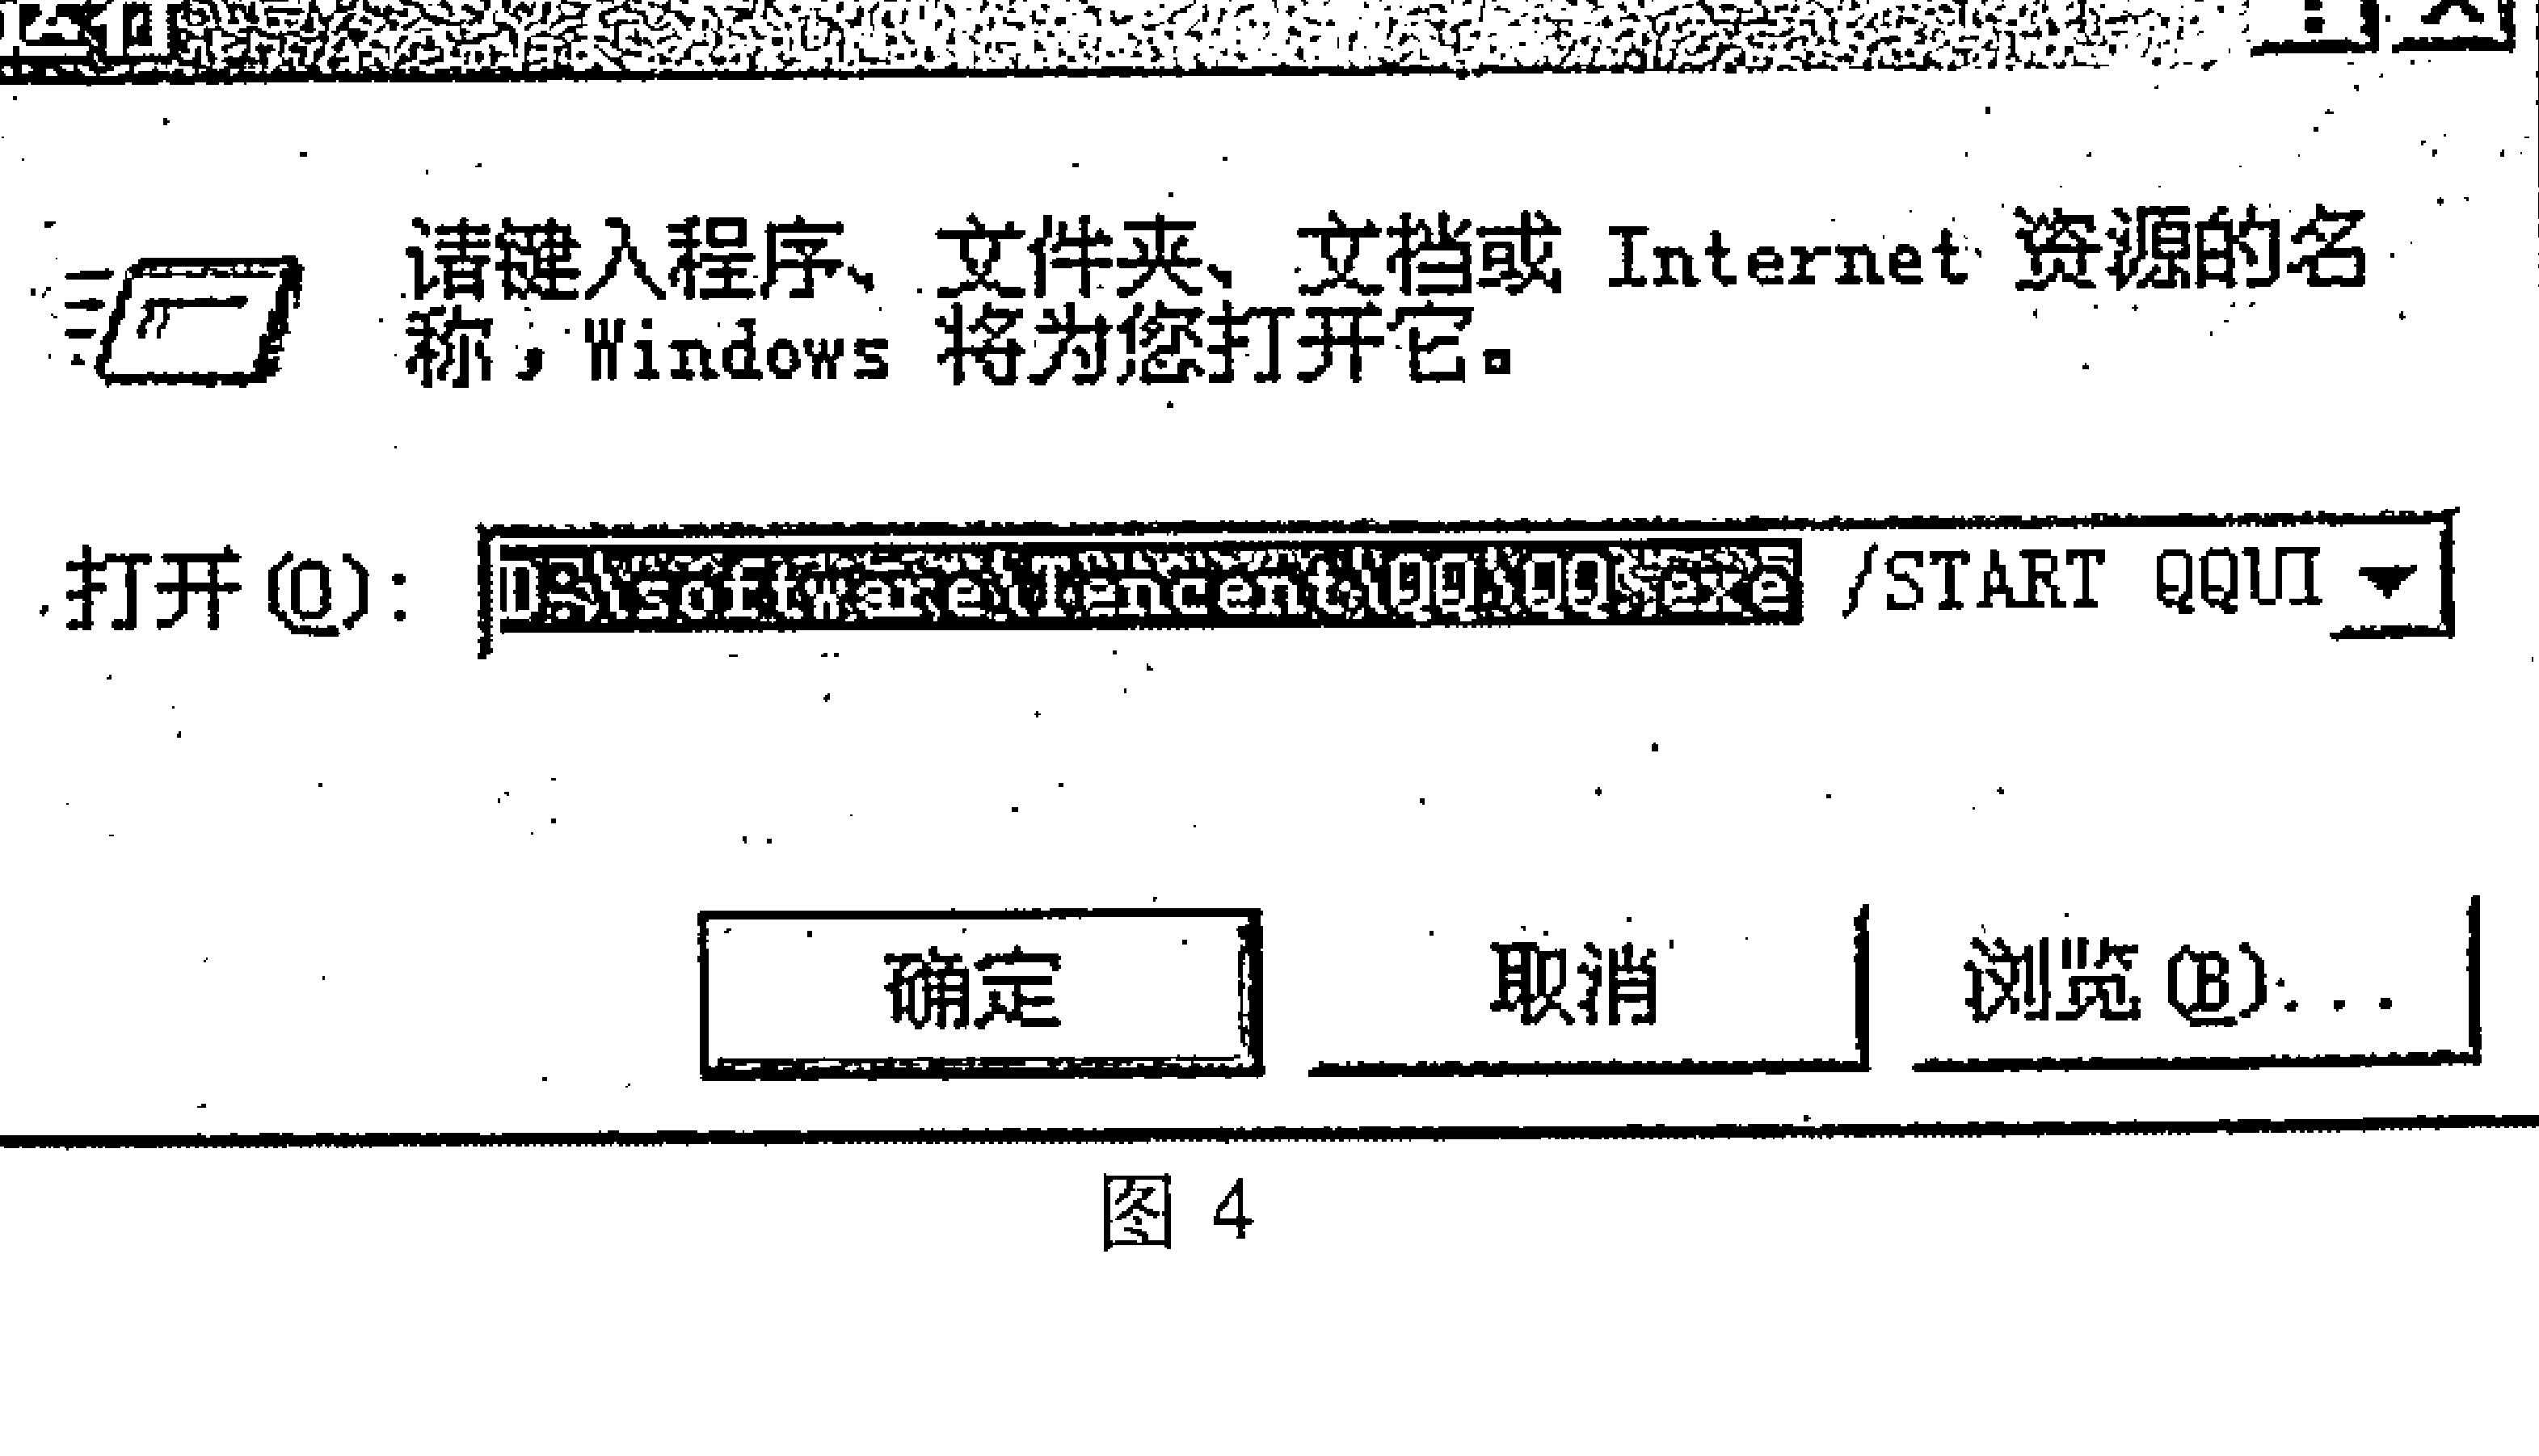 运行
请键入程序、文件夹、文档或 Internet 资源的名
称，Windows 将为您打开它。
打开(O): D:\software\Tencent\QQ\QQ.exe /START QQUI
确定 取消 浏览(B)...
图 4